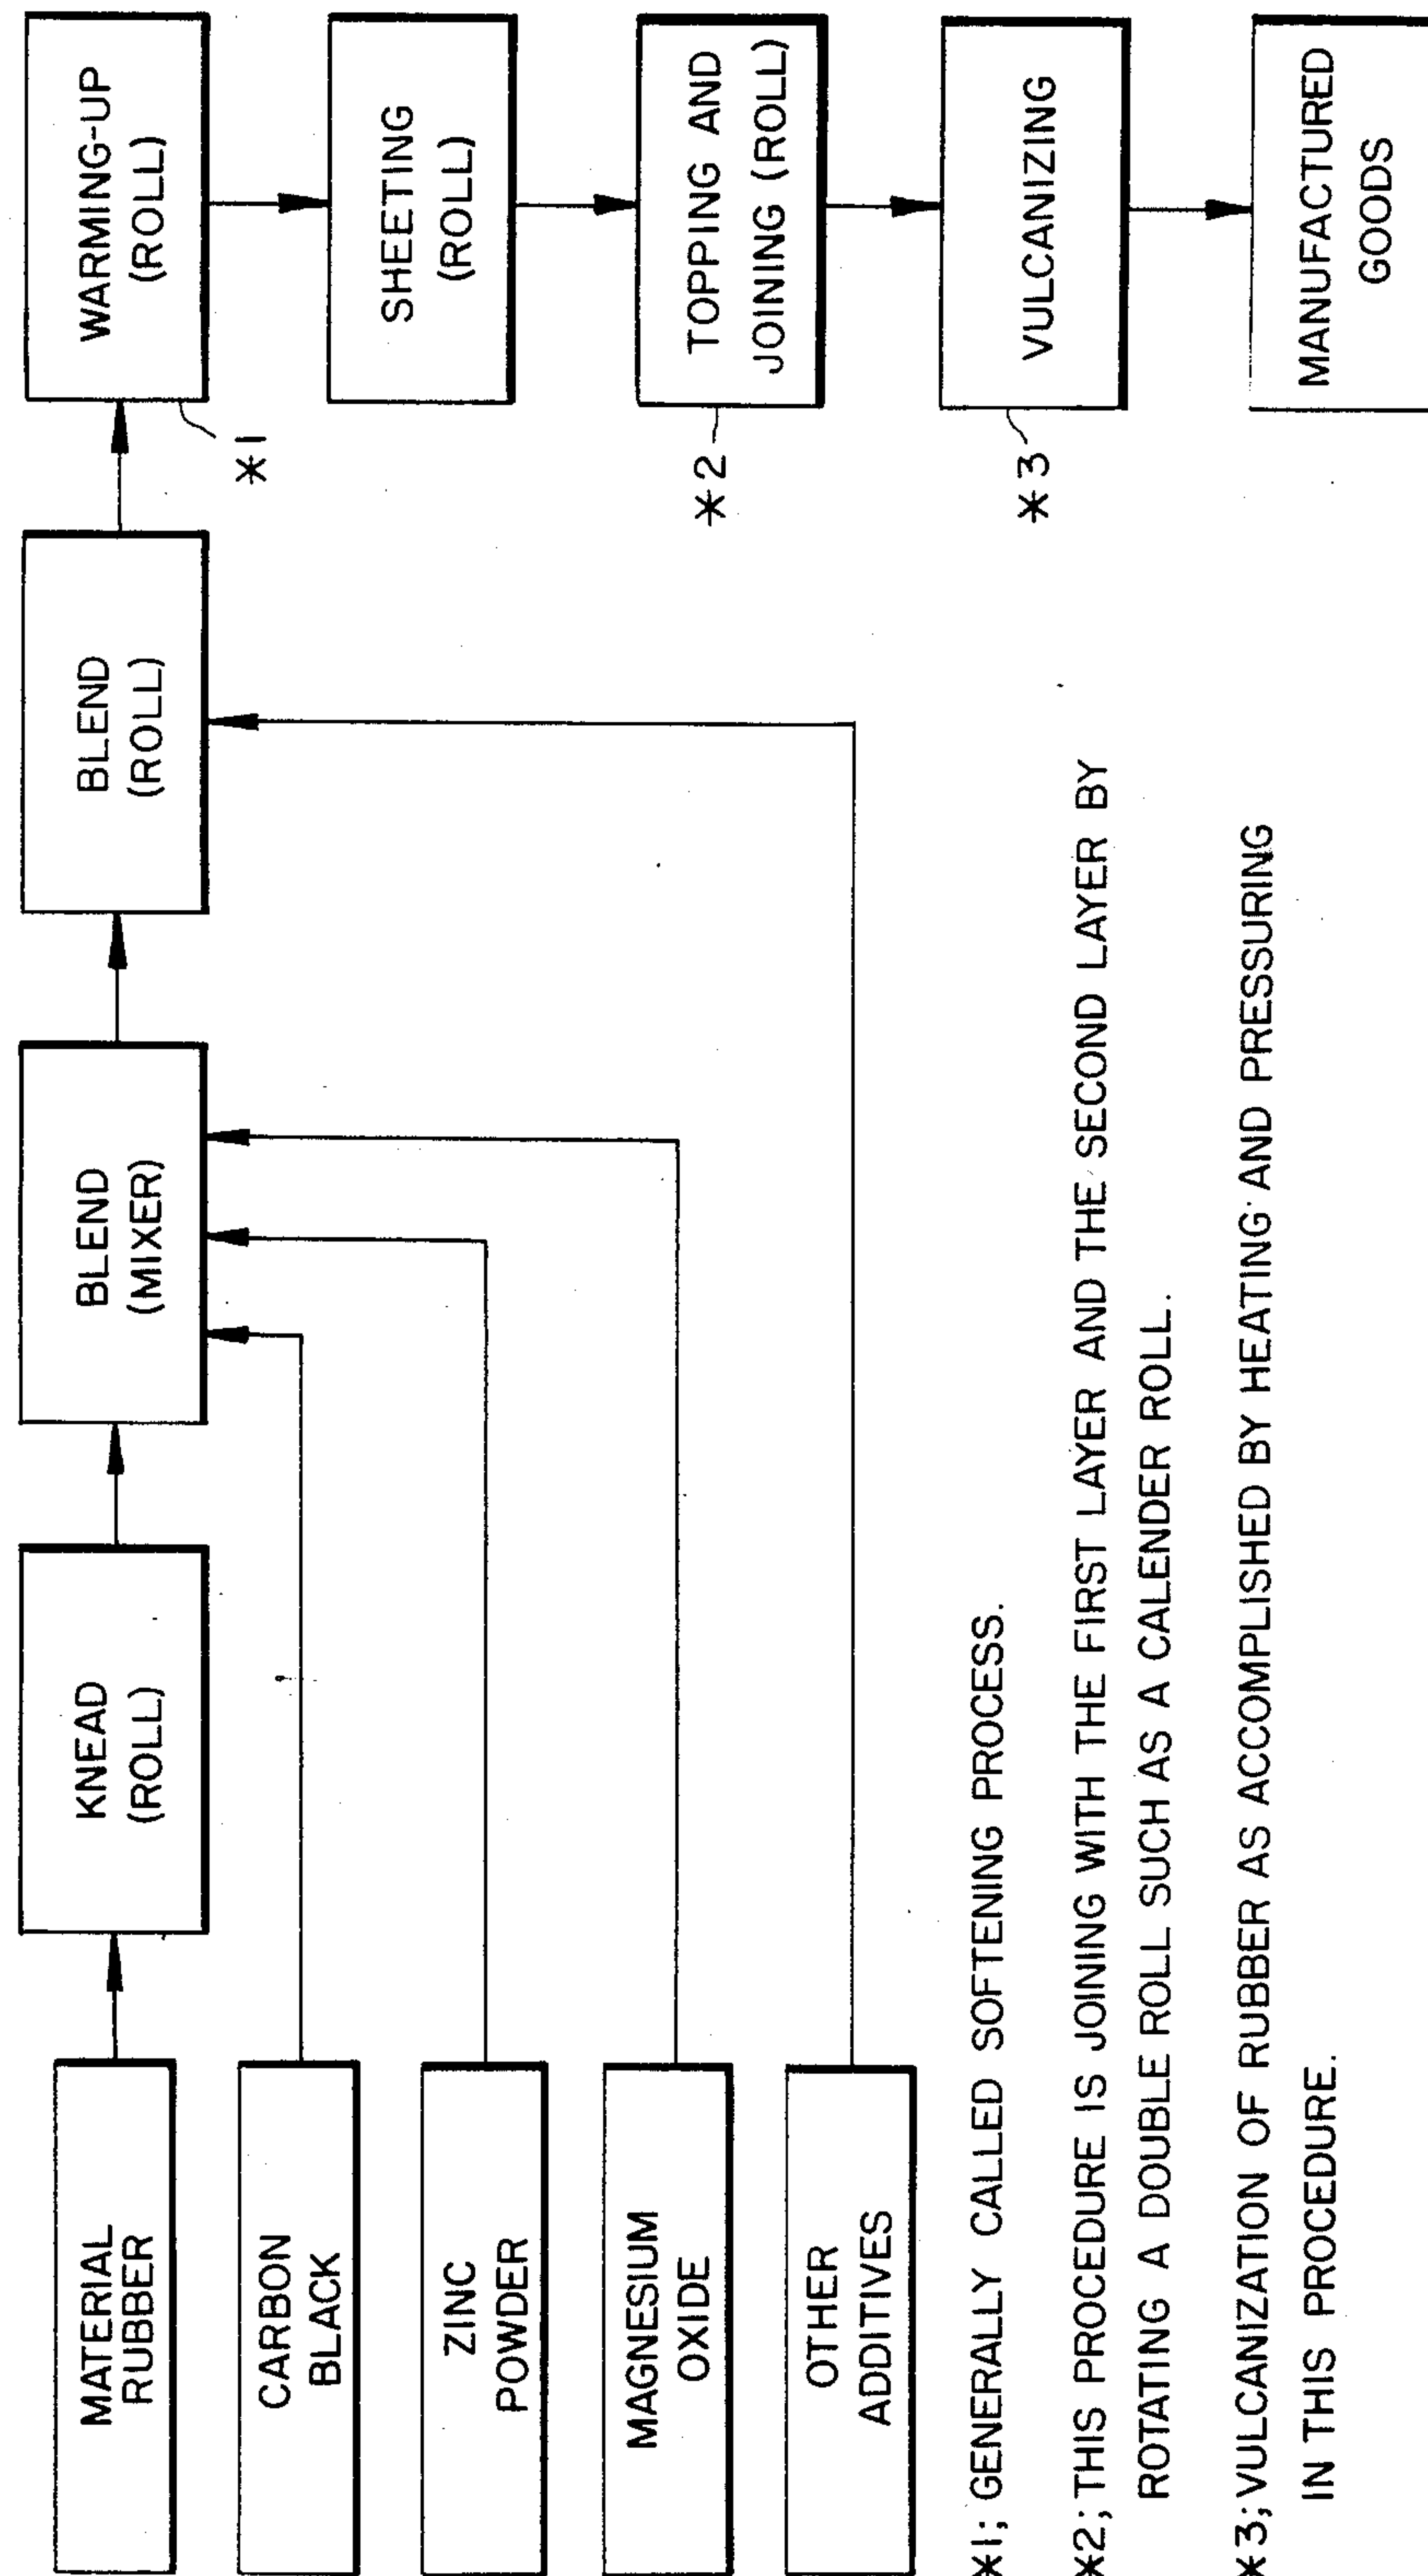 MATERIAL
RUBBER
KNEAD
(ROLL)
BLEND
(MIXER)
BLEND
(ROLL)
WARMING-UP
(ROLL)
*1
CARBON
BLACK
SHEETING
(ROLL)
ZINC
POWDER
MAGNESIUM
OXIDE
TOPPING AND
JOINING (ROLL)
*2
OTHER
ADDITIVES
VULCANIZING
*3
MANUFACTURED
GOODS
*1; GENERALLY CALLED SOFTENING PROCESS.
*2; THIS PROCEDURE IS JOINING WITH THE FIRST LAYER AND THE SECOND LAYER BY
ROTATING A DOUBLE ROLL SUCH AS A CALENDER ROLL.
*3; VULCANIZATION OF RUBBER AS ACCOMPLISHED BY HEATING AND PRESSURING
IN THIS PROCEDURE.